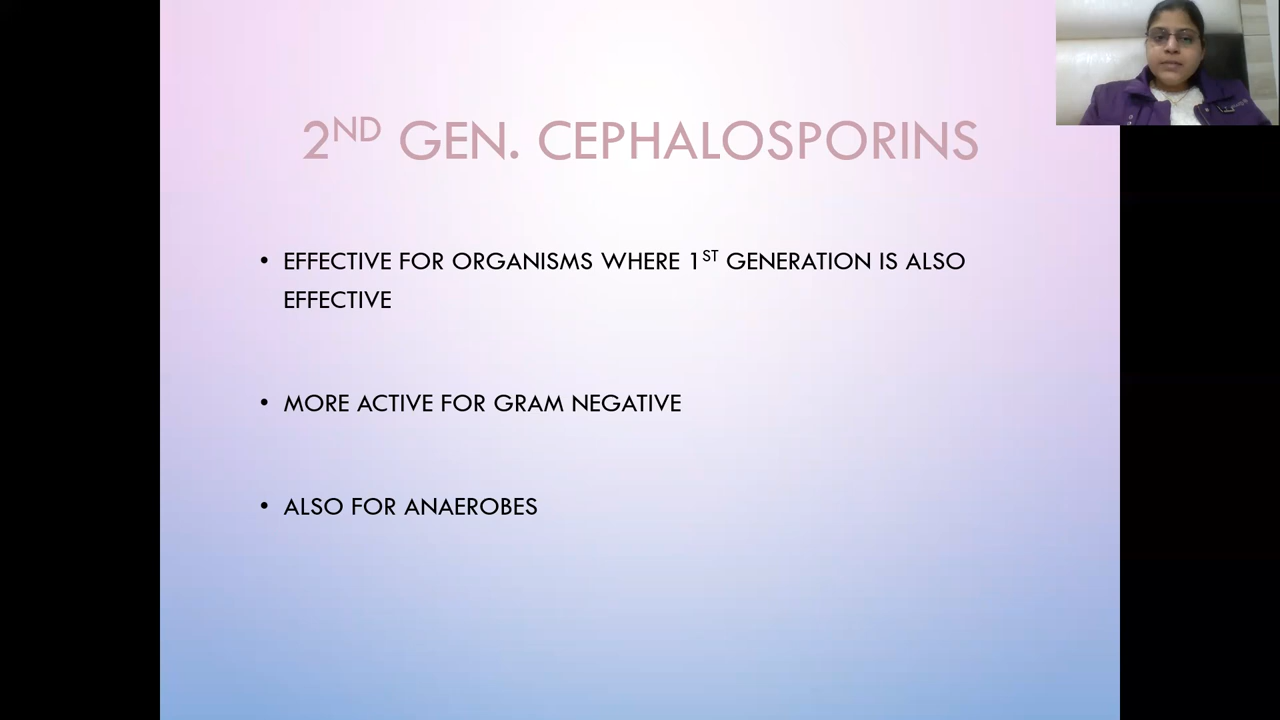 2ND GEN. CEPHALOSPORINS
• EFFECTIVE FOR ORGANISMS WHERE 1ST GENERATION IS ALSO
EFFECTIVE
• MORE ACTIVE FOR GRAM NEGATIVE
• ALSO FOR ANAEROBES